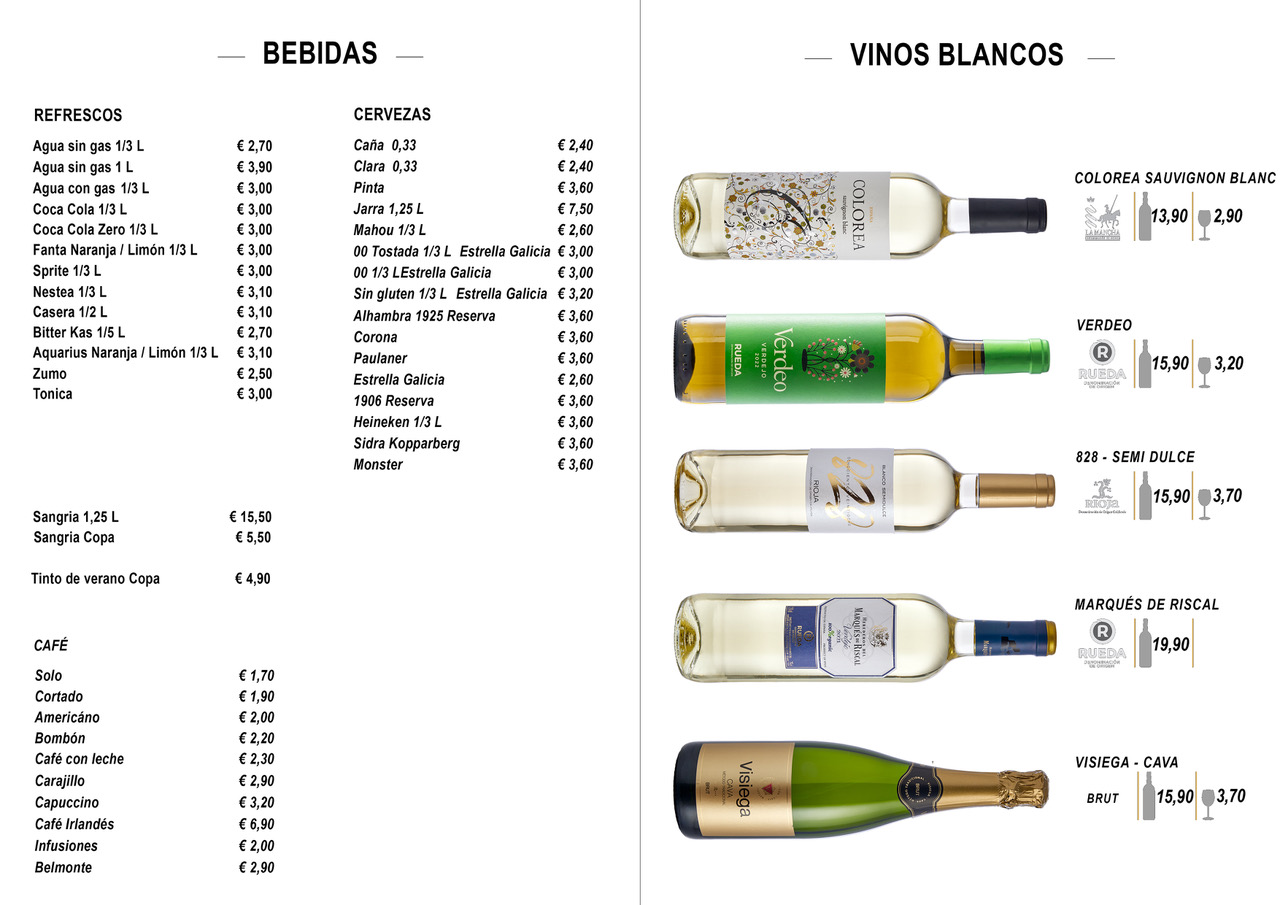 BEBIDAS
REFRESCOS
Agua sin gas 1/3 L € 2,70
Agua sin gas 1 L € 3,90
Agua con gas 1/3 L € 3,00
Coca Cola 1/3 L € 3,00
Coca Cola Zero 1/3 L € 3,00
Fanta Naranja / Limón 1/3 L € 3,00
Sprite 1/3 L € 3,00
Nestea 1/3 L € 3,10
Casera 1/2 L € 3,10
Bitter Kas 1/5 L € 2,70
Aquarius Naranja / Limón 1/3 L € 3,10
Zumo € 2,50
Tonica € 3,00
Sangria 1,25 L € 15,50
Sangria Copa € 5,50
Tinto de verano Copa € 4,90
CAFÉ
Solo € 1,70
Cortado € 1,90
Americáno € 2,00
Bombón € 2,20
Café con leche € 2,30
Carajillo € 2,90
Capuccino € 3,20
Café Irlandés € 6,90
Infusiones € 2,00
Belmonte € 2,90
CERVEZAS
Caña 0,33 € 2,40
Clara 0,33 € 2,40
Pinta € 3,60
Jarra 1,25 L € 7,50
Mahou 1/3 L € 2,60
00 Tostada 1/3 L Estrella Galicia € 3,00
00 1/3 LEstrella Galicia € 3,00
Sin gluten 1/3 L Estrella Galicia € 3,20
Alhambra 1925 Reserva € 3,60
Corona € 3,60
Paulaner € 3,60
Estrella Galicia € 2,60
1906 Reserva € 3,60
Heineken 1/3 L € 3,60
Sidra Kopparberg € 3,60
Monster € 3,60
VINOS BLANCOS
COLOREA
sauvignon blanc
COLOREA SAUVIGNON BLANC
LA MANCHA
13,90 2,90
Verdeo
VERDEJO
2022
RUEDA
VERDEO
R
RUEDA
DENOMINACIÓN
DE ORIGEN
15,90 3,20
BLANCO SEMIDULCE
828
RIOJA
828 - SEMI DULCE
RIOJA
15,90 3,70
HEREDEROS DEL
MARQUÉS DE RISCAL
RUEDA
MARQUÉS DE RISCAL
R
RUEDA
DENOMINACIÓN
DE ORIGEN
19,90
Visiega
CAVA
BRUT
BRUT
VISIEGA - CAVA
BRUT
15,90 3,70